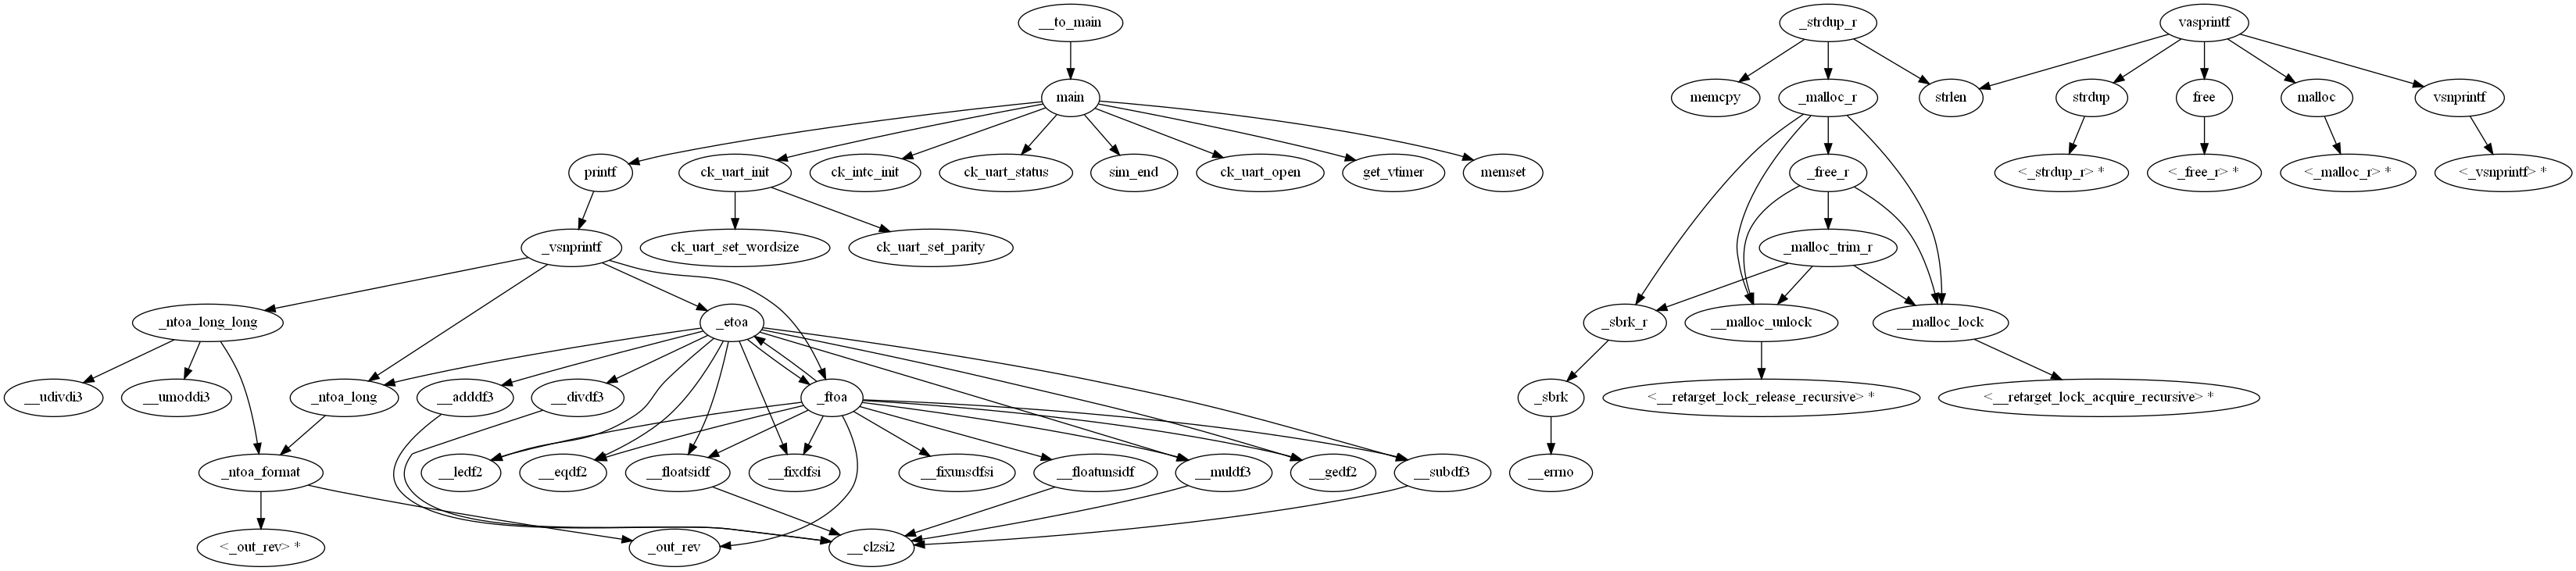 __to_main
_strdup_r
vasprintf
main
memcpy
_malloc_r
strlen
strdup
free
malloc
vsnprintf
printf
ck_uart_init
ck_intc_init
ck_uart_status
sim_end
ck_uart_open
get_vtimer
memset
_free_r
<_strdup_r> *
<_free_r> *
<_malloc_r> *
<_vsnprintf> *
_vsnprintf
ck_uart_set_wordsize
ck_uart_set_parity
_malloc_trim_r
_ntoa_long_long
_etoa
_sbrk_r
__malloc_unlock
__malloc_lock
__udivdi3
__umoddi3
_ntoa_long
__adddf3
__divdf3
_ftoa
_sbrk
<__retarget_lock_release_recursive> *
<__retarget_lock_acquire_recursive> *
_ntoa_format
__ledf2
__eqdf2
__floatsidf
__fixdfsi
__fixunsdfsi
__floatunsidf
__muldf3
__gedf2
__subdf3
__errno
<_out_rev> *
_out_rev
__clzsi2